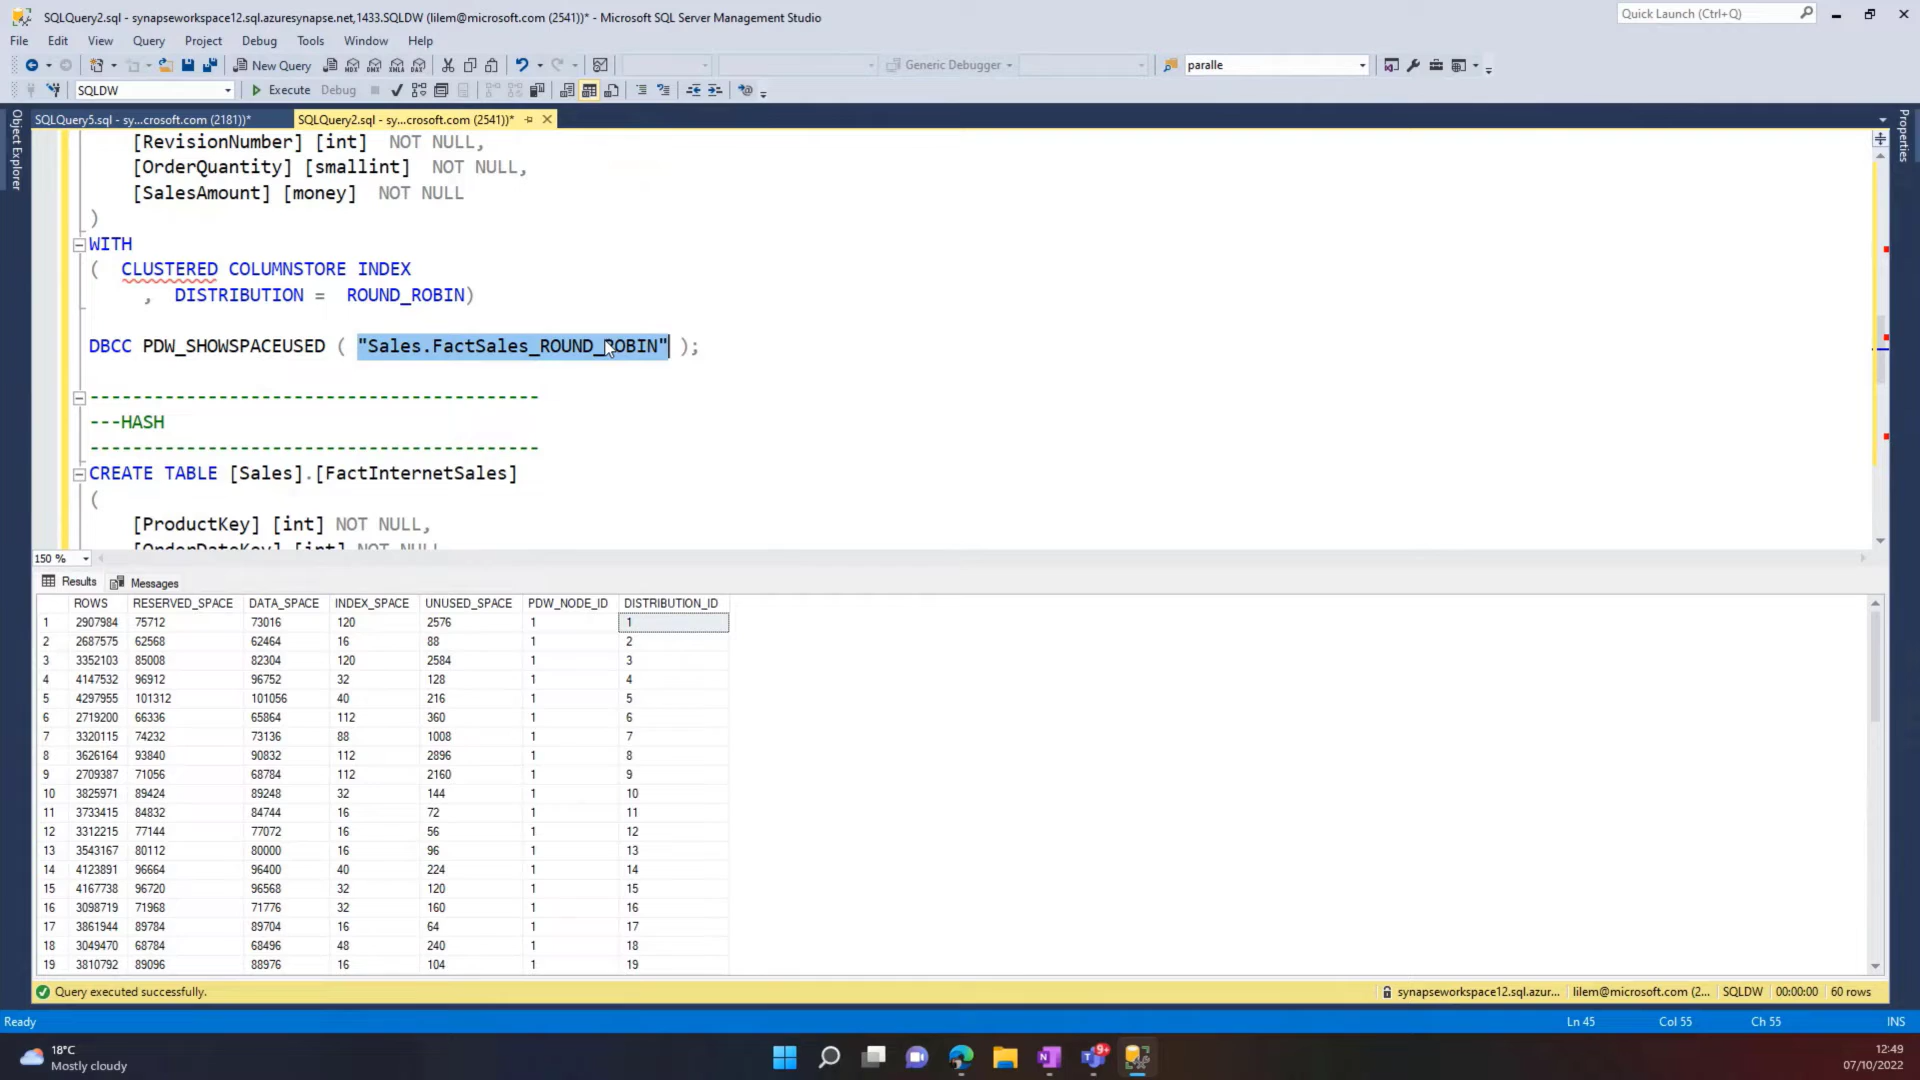 SQLQuery2.sql - synapseworkspace12.sql.azuresynapse.net,1433.SQLDW (lilem@microsoft.com (2541))* - Microsoft SQL Server Management Studio
Quick Launch (Ctrl+Q)
File Edit View Query Project Debug Tools Window Help
New Query
Generic Debugger
paralle
SQLDW
Execute Debug
SQLQuery5.sql - sy...crosoft.com (2181))*
SQLQuery2.sql - sy...crosoft.com (2541))*
Object Explorer
Properties
[RevisionNumber] [int] NOT NULL,
[OrderQuantity] [smallint] NOT NULL,
[SalesAmount] [money] NOT NULL
)
WITH
( CLUSTERED COLUMNSTORE INDEX
, DISTRIBUTION = ROUND_ROBIN)
DBCC PDW_SHOWSPACEUSED ( "Sales.FactSales_ROUND_ROBIN" );
------------------------------------------
---HASH
------------------------------------------
CREATE TABLE [Sales].[FactInternetSales]
(
[ProductKey] [int] NOT NULL,
[OrderDateKey] [int] NOT NULL
150 %
Results Messages
ROWS RESERVED_SPACE DATA_SPACE INDEX_SPACE UNUSED_SPACE PDW_NODE_ID DISTRIBUTION_ID
1 2907984 75712 73016 120 2576 1 1
2 2687575 62568 62464 16 88 1 2
3 3352103 85008 82304 120 2584 1 3
4 4147532 96912 96752 32 128 1 4
5 4297955 101312 101056 40 216 1 5
6 2719200 66336 65864 112 360 1 6
7 3320115 74232 73136 88 1008 1 7
8 3626164 93840 90832 112 2896 1 8
9 2709387 71056 68784 112 2160 1 9
10 3825971 89424 89248 32 144 1 10
11 3733415 84832 84744 16 72 1 11
12 3312215 77144 77072 16 56 1 12
13 3543167 80112 80000 16 96 1 13
14 4123891 96664 96400 40 224 1 14
15 4167738 96720 96568 32 120 1 15
16 3098719 71968 71776 32 160 1 16
17 3861944 89784 89704 16 64 1 17
18 3049470 68784 68496 48 240 1 18
19 3810792 89096 88976 16 104 1 19
Query executed successfully.
synapseworkspace12.sql.azur... lilem@microsoft.com (2... SQLDW 00:00:00 60 rows
Ready
Ln 45 Col 55 Ch 55 INS
18°C
Mostly cloudy
9+
12:49
07/10/2022